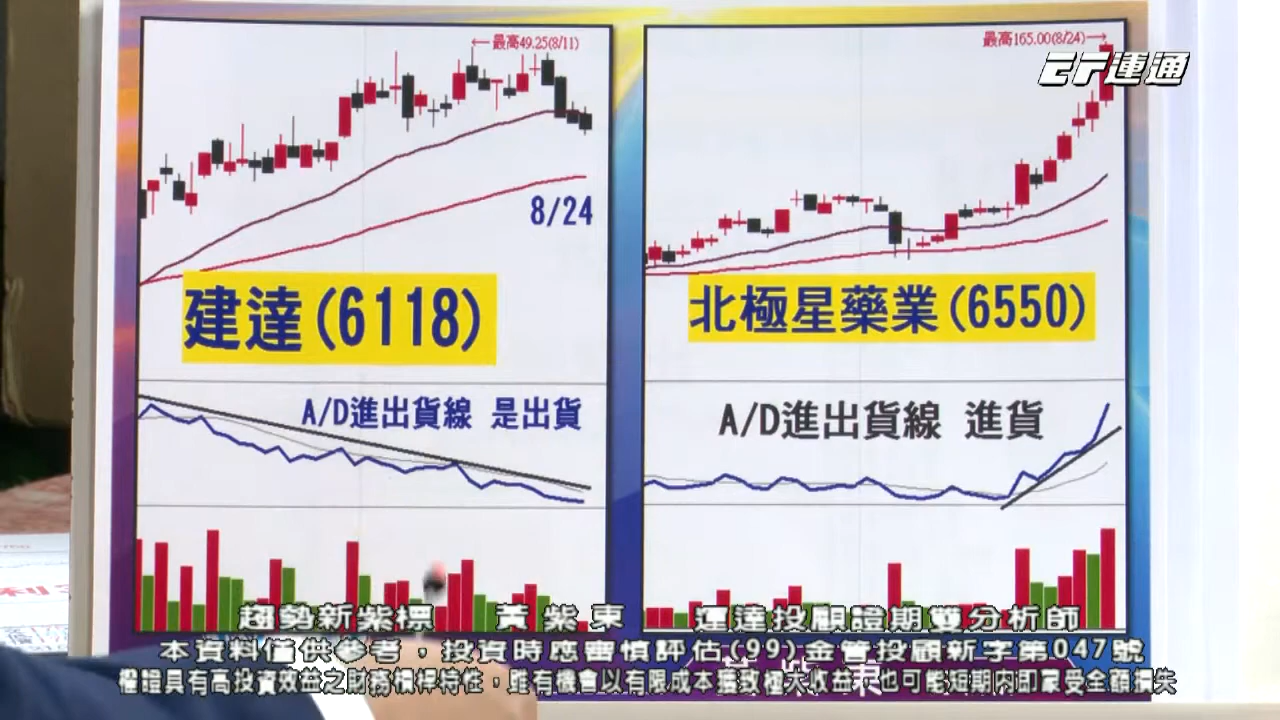 ←最高49.25(8/11)
最高165.00(8/24)→
運通
8/24
建達(6118)
北極星藥業(6550)
A/D進出貨線 是出貨
A/D進出貨線 進貨
趨勢新紫標 黃紫東 運達投顧證期雙分析師
本資料僅供參考，投資時應審慎評估(99)金管投顧新字第047號
權證具有高投資效益之財務槓桿特性，雖有機會以有限成本獲致極大收益，也可能短期內即蒙受全額損失